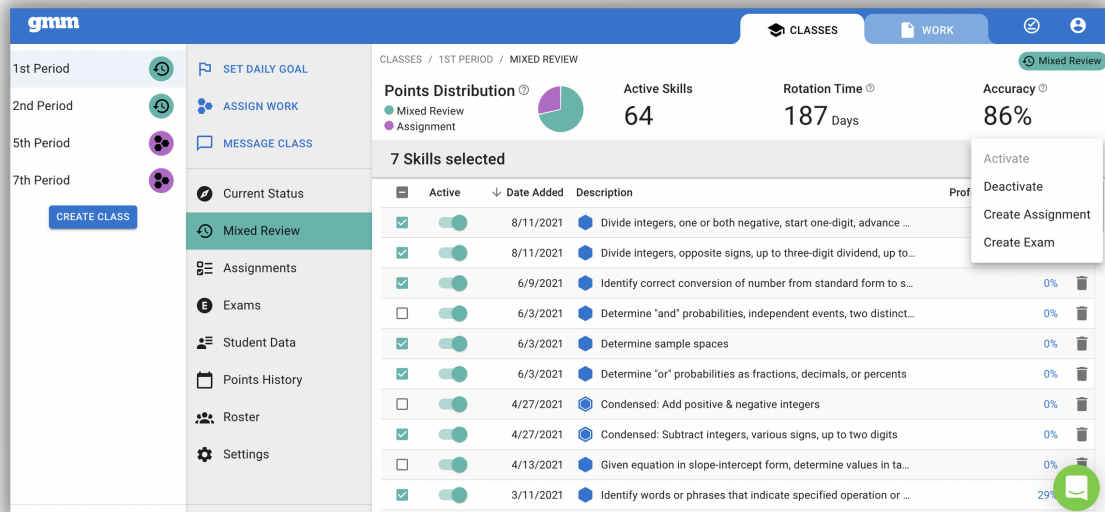 gmm
CLASSES
WORK
1st Period
2nd Period
5th Period
7th Period
CREATE CLASS
SET DAILY GOAL
ASSIGN WORK
MESSAGE CLASS
Current Status
Mixed Review
Assignments
E Exams
Student Data
Points History
Roster
Settings
CLASSES / 1ST PERIOD / MIXED REVIEW
Mixed Review
Points Distribution ?
Mixed Review
Assignment
Active Skills
64
Rotation Time ?
187 Days
Accuracy ?
86%
7 Skills selected
Activate
Deactivate
Create Assignment
Create Exam
Active Date Added Description
8/11/2021 Divide integers, one or both negative, start one-digit, advance ...
8/11/2021 Divide integers, opposite signs, up to three-digit dividend, up to...
6/9/2021 Identify correct conversion of number from standard form to s... 0%
6/3/2021 Determine "and" probabilities, independent events, two distinct... 0%
6/3/2021 Determine sample spaces 0%
6/3/2021 Determine "or" probabilities as fractions, decimals, or percents 0%
4/27/2021 Condensed: Add positive & negative integers 0%
4/27/2021 Condensed: Subtract integers, various signs, up to two digits 0%
4/13/2021 Given equation in slope-intercept form, determine values in ta... 0%
3/11/2021 Identify words or phrases that indicate specified operation or ... 29%